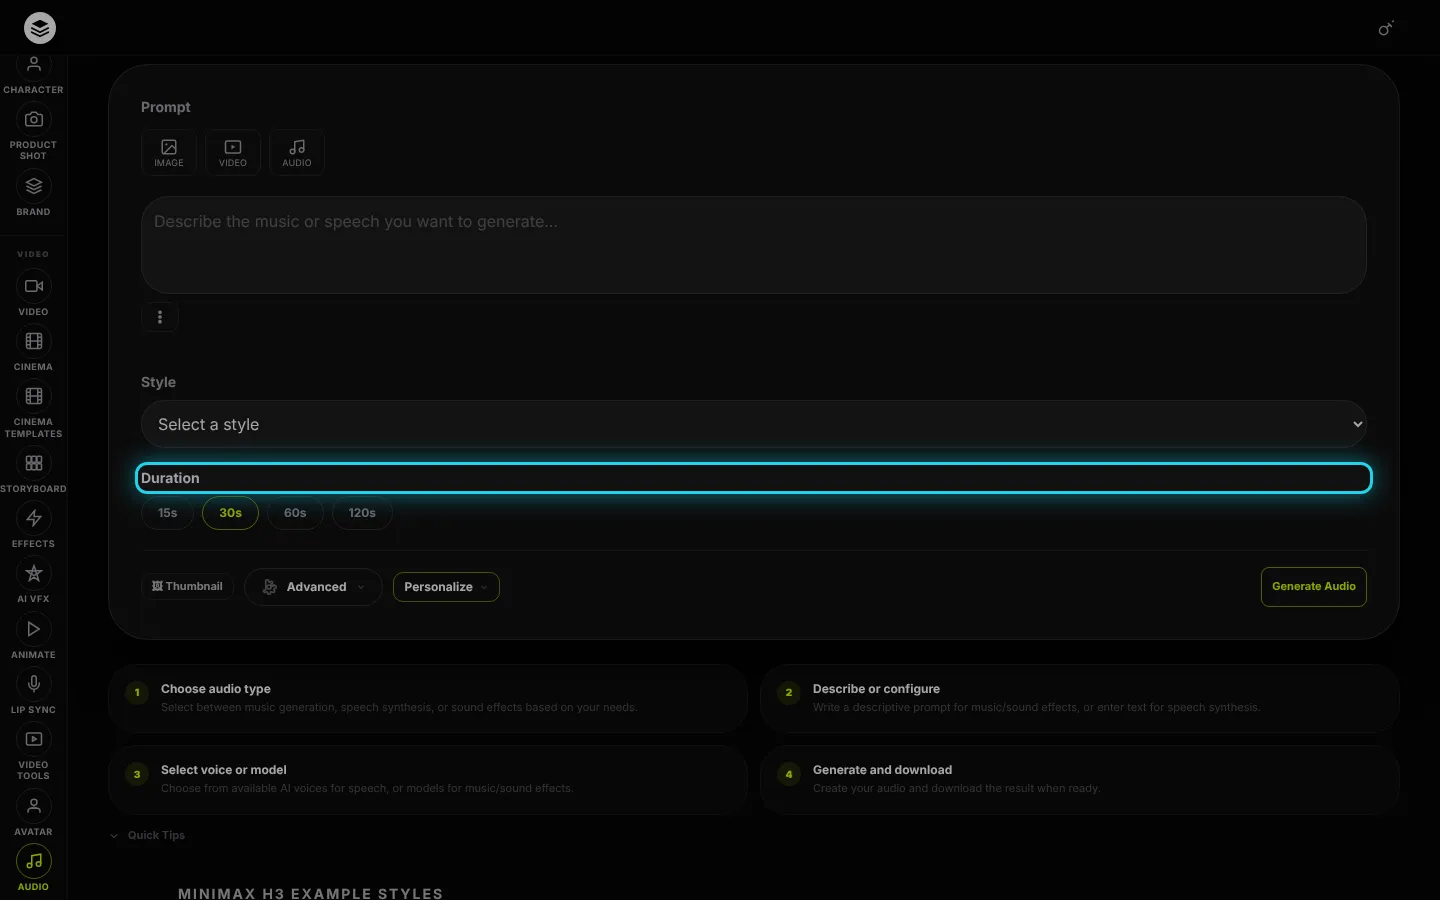 CHARACTER
PRODUCT
SHOT
BRAND
VIDEO
VIDEO
CINEMA
CINEMA
TEMPLATES
STORYBOARD
EFFECTS
AI VFX
ANIMATE
LIP SYNC
VIDEO
TOOLS
AVATAR
AUDIO
Prompt
IMAGE
VIDEO
AUDIO
Describe the music or speech you want to generate...
Style
Select a style
Duration
15s
30s
60s
120s
Thumbnail
Advanced
Personalize
Generate Audio
1
Choose audio type
Select between music generation, speech synthesis, or sound effects based on your needs.
2
Describe or configure
Write a descriptive prompt for music/sound effects, or enter text for speech synthesis.
3
Select voice or model
Choose from available AI voices for speech, or models for music/sound effects.
4
Generate and download
Create your audio and download the result when ready.
Quick Tips
MINIMAX H3 EXAMPLE STYLES